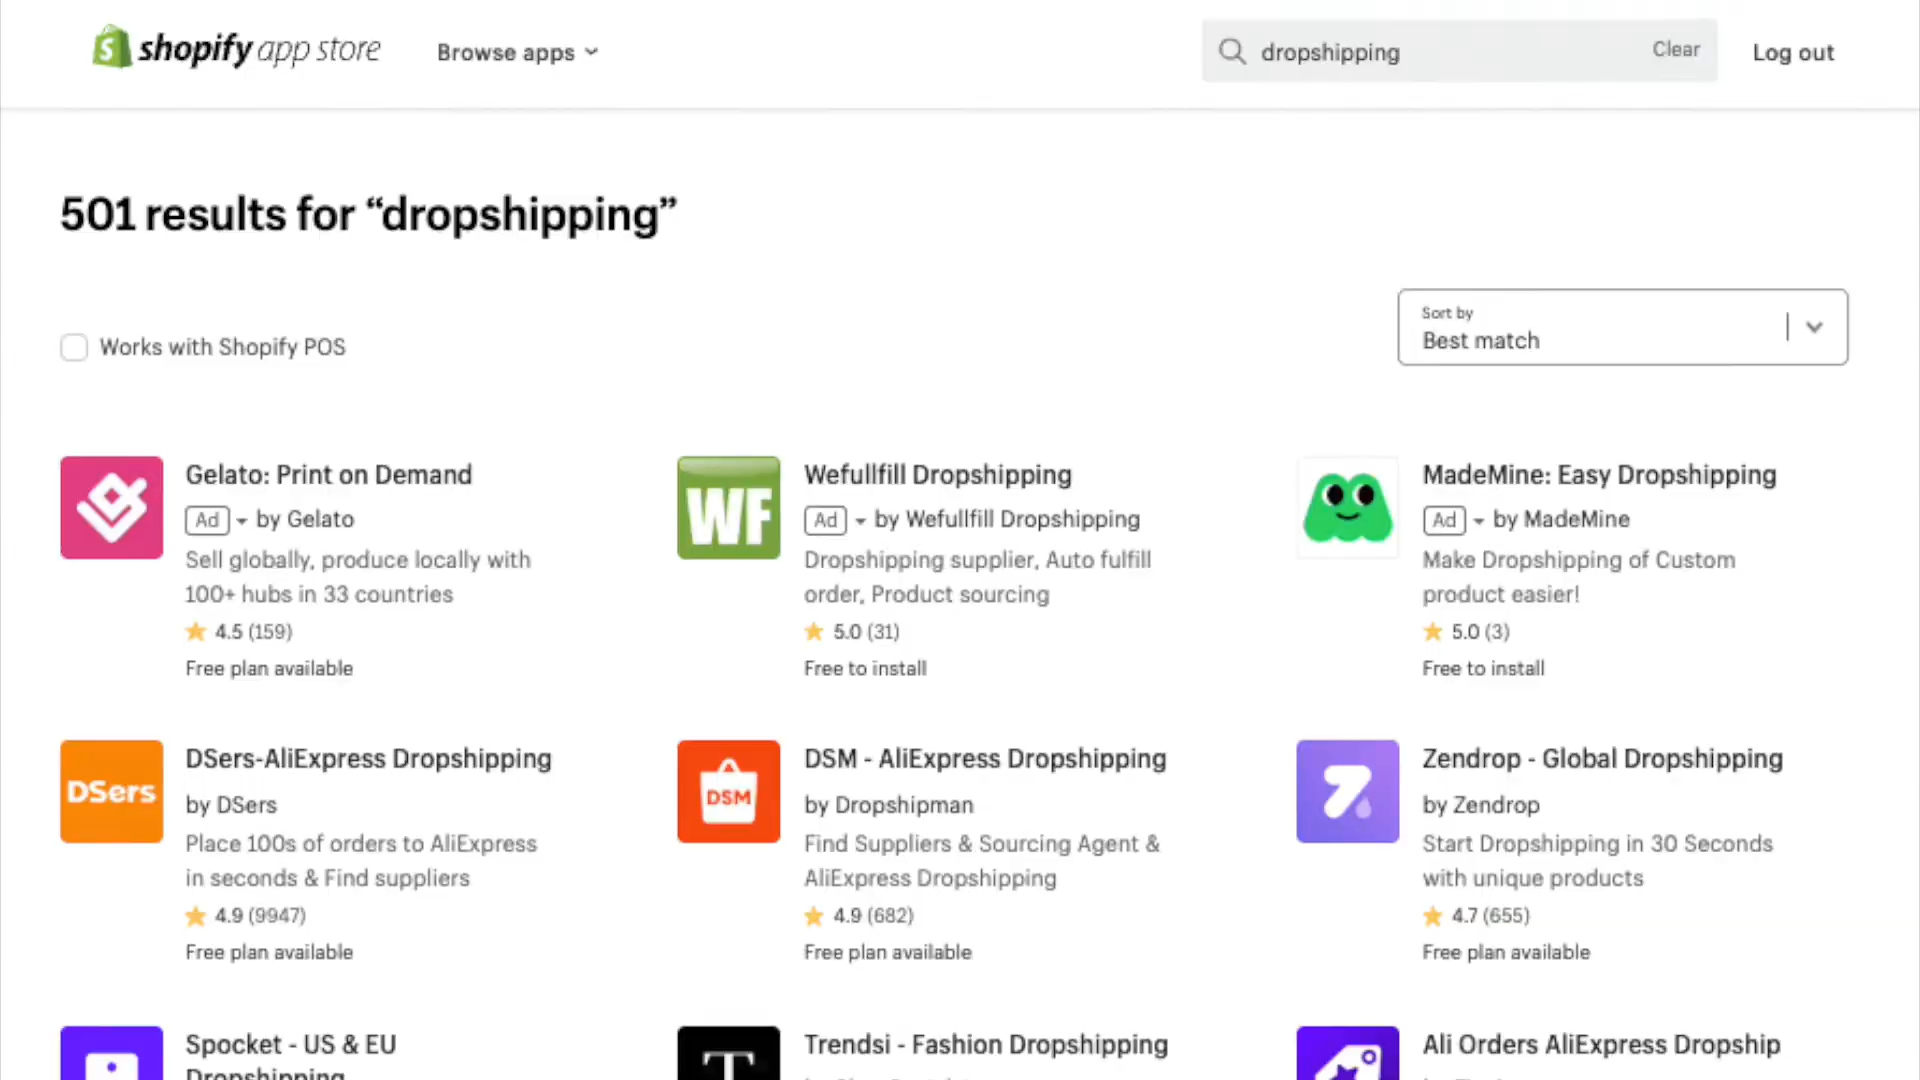 shopify app store
Browse apps
dropshipping
Clear
Log out
501 results for “dropshipping”
Works with Shopify POS
Sort by
Best match
Gelato: Print on Demand
Ad by Gelato
Sell globally, produce locally with
100+ hubs in 33 countries
4.5 (159)
Free plan available
WF
Wefullfill Dropshipping
Ad by Wefullfill Dropshipping
Dropshipping supplier, Auto fulfill
order, Product sourcing
5.0 (31)
Free to install
MadeMine: Easy Dropshipping
Ad by MadeMine
Make Dropshipping of Custom
product easier!
5.0 (3)
Free to install
DSers
DSers-AliExpress Dropshipping
by DSers
Place 100s of orders to AliExpress
in seconds & Find suppliers
4.9 (9947)
Free plan available
DSM
DSM - AliExpress Dropshipping
by Dropshipman
Find Suppliers & Sourcing Agent &
AliExpress Dropshipping
4.9 (682)
Free plan available
Zendrop - Global Dropshipping
by Zendrop
Start Dropshipping in 30 Seconds
with unique products
4.7 (655)
Free plan available
Spocket - US & EU
Dropshipping
T
Trendsi - Fashion Dropshipping
Ali Orders AliExpress Dropship